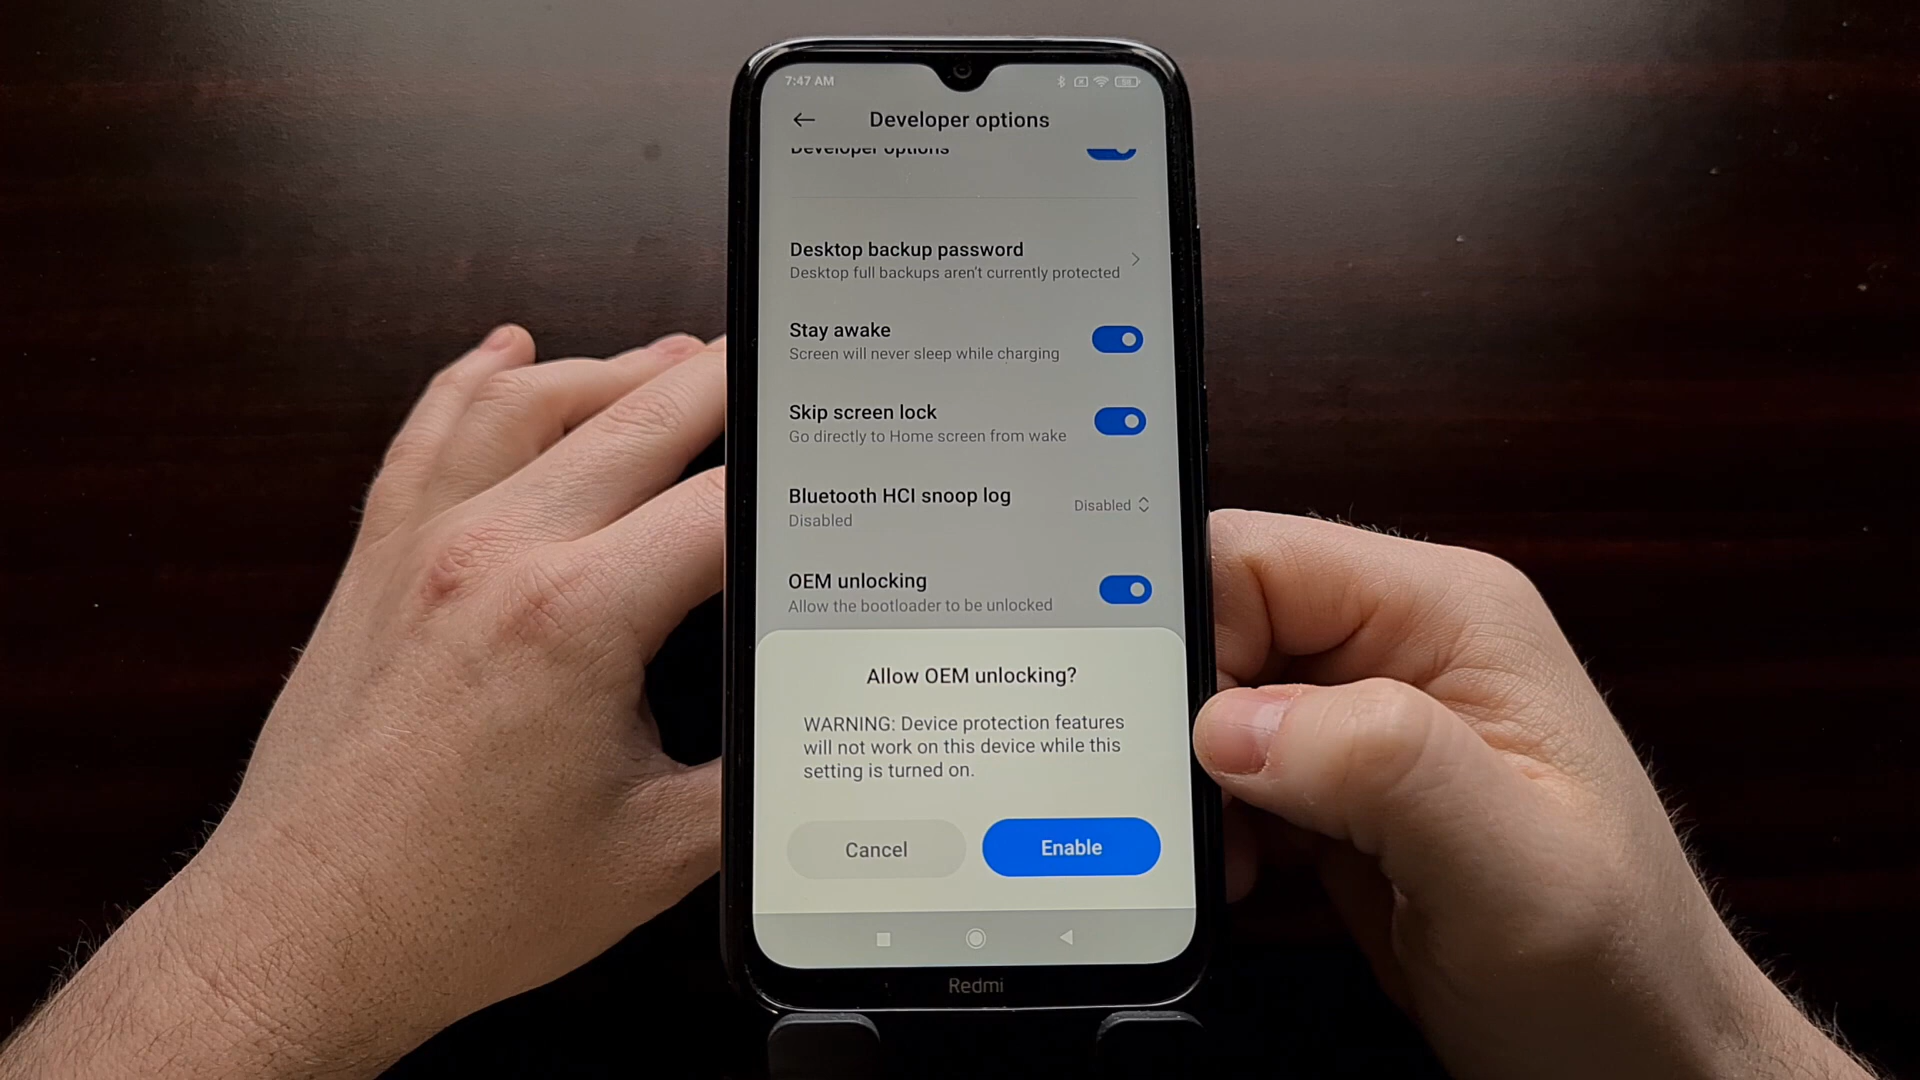 7:47 AM
58
Developer options
Developer options
Desktop backup password
Desktop full backups aren't currently protected
Stay awake
Screen will never sleep while charging
Skip screen lock
Go directly to Home screen from wake
Bluetooth HCI snoop log
Disabled
Disabled
OEM unlocking
Allow the bootloader to be unlocked
Allow OEM unlocking?
WARNING: Device protection features
will not work on this device while this
setting is turned on.
Cancel
Enable
Redmi